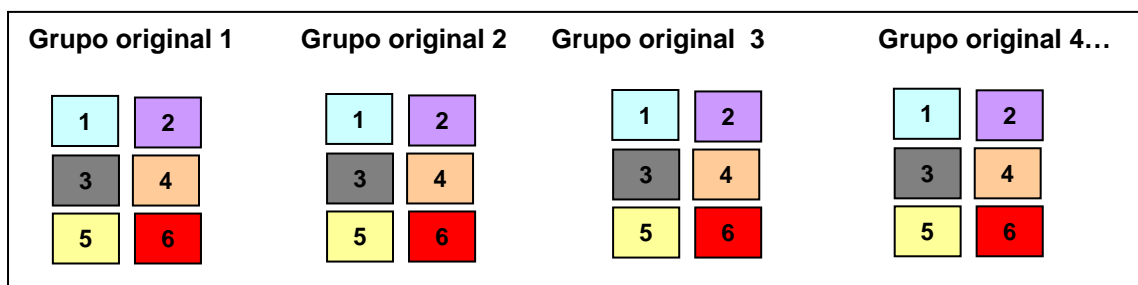 Grupo original 1 Grupo original 2 Grupo original 3 Grupo original 4…
1 2 1 2 1 2 1 2
3 4 3 4 3 4 3 4
5 6 5 6 5 6 5 6